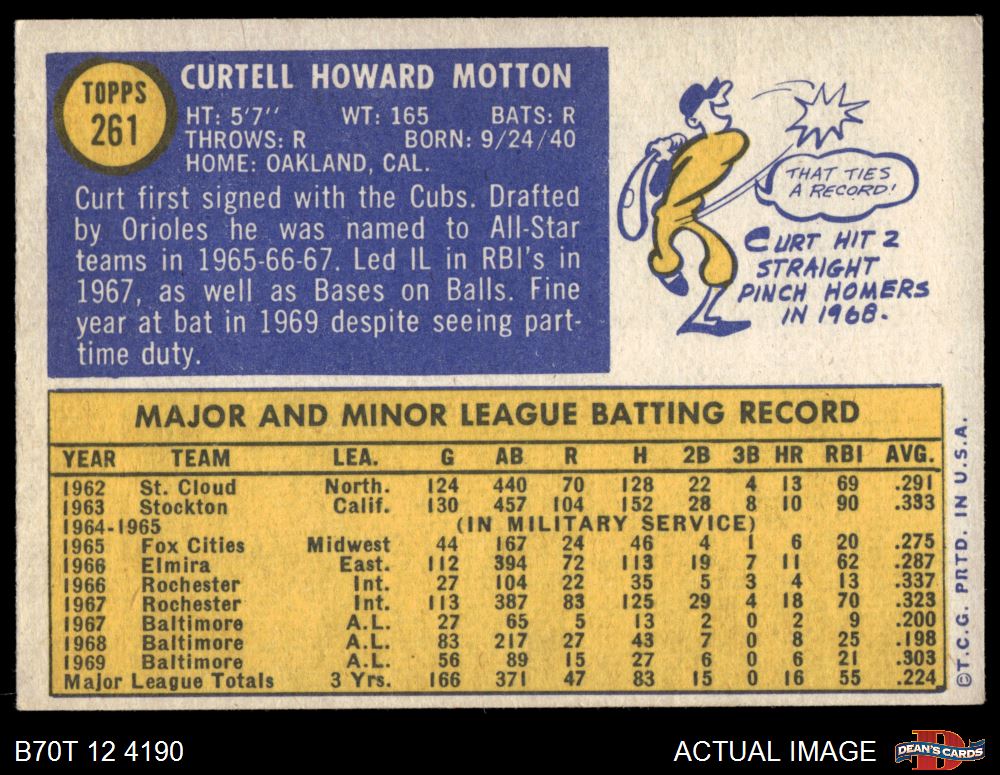 TOPPS
261
CURTELL HOWARD MOTTON
HT: 5'7'' WT: 165 BATS: R
THROWS: R BORN: 9/24/40
HOME: OAKLAND, CAL.
Curt first signed with the Cubs. Drafted
by Orioles he was named to All-Star
teams in 1965-66-67. Led IL in RBI's in
1967, as well as Bases on Balls. Fine
year at bat in 1969 despite seeing part-
time duty.
THAT TIES
A RECORD!
CURT HIT 2
STRAIGHT
PINCH HOMERS
IN 1968.
MAJOR AND MINOR LEAGUE BATTING RECORD
YEAR TEAM LEA. G AB R H 2B 3B HR RBI AVG.
1962 St. Cloud North. 124 440 70 128 22 4 13 69 .291
1963 Stockton Calif. 130 457 104 152 28 8 10 90 .333
1964-1965 (IN MILITARY SERVICE)
1965 Fox Cities Midwest 44 167 24 46 4 1 6 20 .275
1966 Elmira East. 112 394 72 113 19 7 11 62 .287
1966 Rochester Int. 27 104 22 35 5 3 4 13 .337
1967 Rochester Int. 113 387 83 125 29 4 18 70 .323
1967 Baltimore A.L. 27 65 5 13 2 0 2 9 .200
1968 Baltimore A.L. 83 217 27 43 7 0 8 25 .198
1969 Baltimore A.L. 56 89 15 27 6 0 6 21 .303
Major League Totals 3 Yrs. 166 371 47 83 15 0 16 55 .224
©T.C.G. PRTD. IN U.S.A.
B70T 12 4190
ACTUAL IMAGE
DEAN'S CARDS